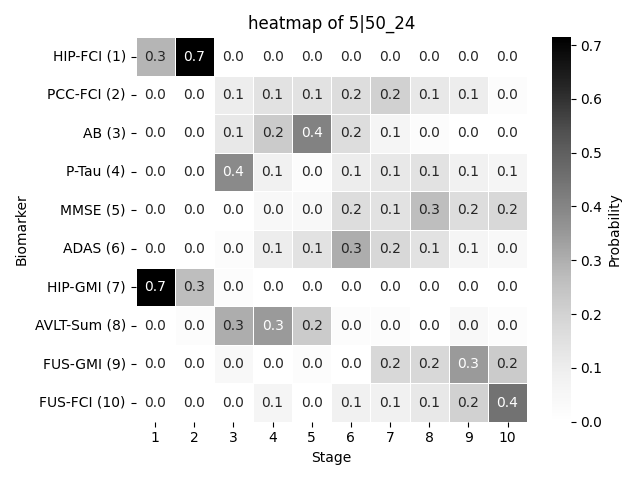 heatmap of 5|50_24
HIP-FCI (1) 0.3 0.7 0.0 0.0 0.0 0.0 0.0 0.0 0.0 0.0
PCC-FCI (2) 0.0 0.0 0.1 0.1 0.1 0.2 0.2 0.1 0.1 0.0
AB (3) 0.0 0.0 0.1 0.2 0.4 0.2 0.1 0.0 0.0 0.0
P-Tau (4) 0.0 0.0 0.4 0.1 0.0 0.1 0.1 0.1 0.1 0.1
MMSE (5) 0.0 0.0 0.0 0.0 0.0 0.2 0.1 0.3 0.2 0.2
ADAS (6) 0.0 0.0 0.0 0.1 0.1 0.3 0.2 0.1 0.1 0.0
HIP-GMI (7) 0.7 0.3 0.0 0.0 0.0 0.0 0.0 0.0 0.0 0.0
AVLT-Sum (8) 0.0 0.0 0.3 0.3 0.2 0.0 0.0 0.0 0.0 0.0
FUS-GMI (9) 0.0 0.0 0.0 0.0 0.0 0.0 0.2 0.2 0.3 0.2
FUS-FCI (10) 0.0 0.0 0.0 0.1 0.0 0.1 0.1 0.1 0.2 0.4
1 2 3 4 5 6 7 8 9 10
Stage
Biomarker
0.7
0.6
0.5
0.4
0.3
0.2
0.1
0.0
Probability